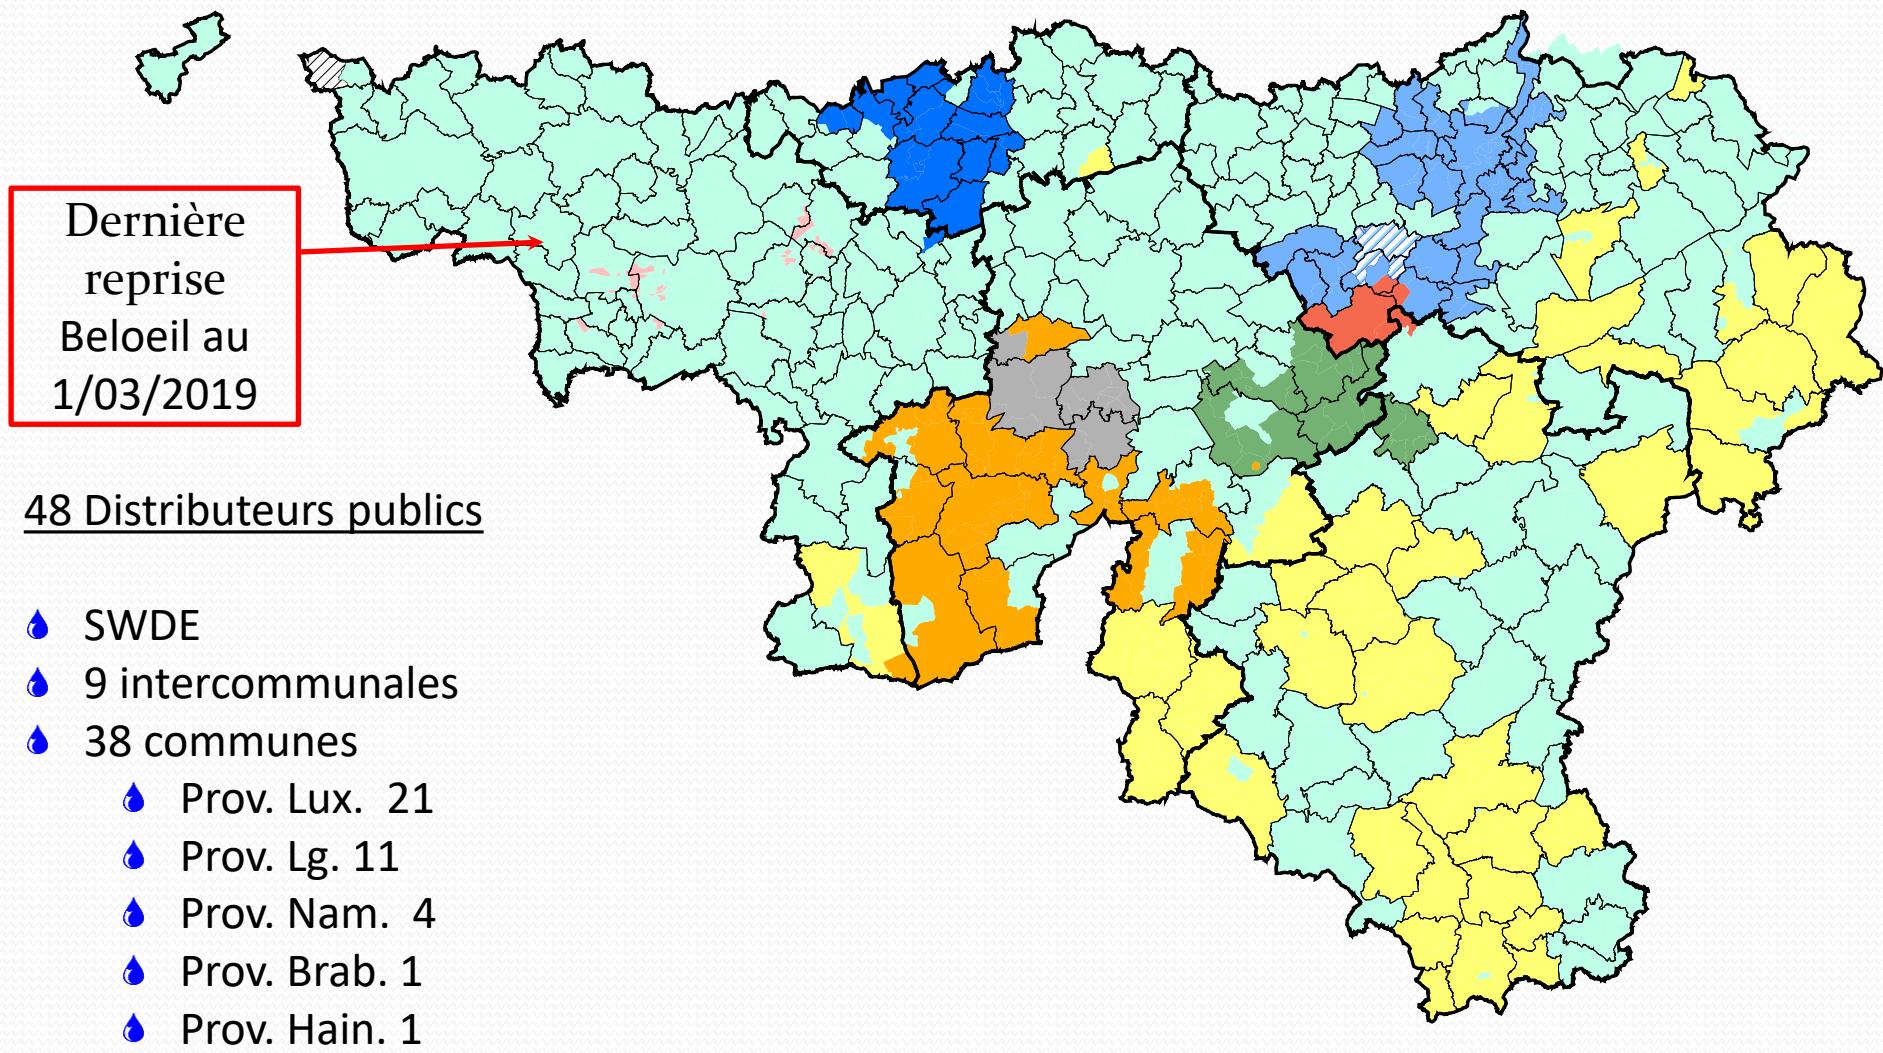 Dernière
reprise
Beloeil au
1/03/2019
48 Distributeurs publics
SWDE
9 intercommunales
38 communes
Prov. Lux. 21
Prov. Lg. 11
Prov. Nam. 4
Prov. Brab. 1
Prov. Hain. 1